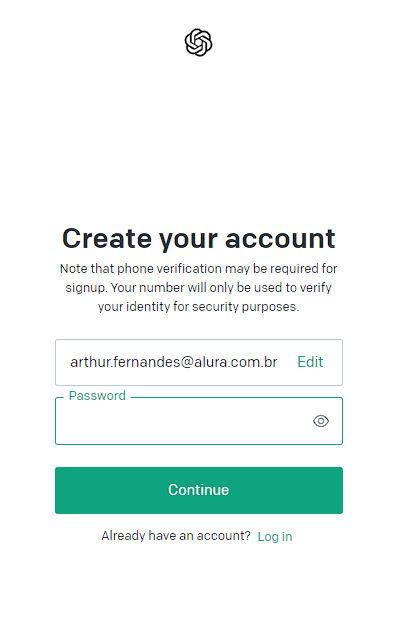 Create your account
Note that phone verification may be required for
signup. Your number will only be used to verify
your identity for security purposes.
arthur.fernandes@alura.com.br Edit
Password
Continue
Already have an account? Log in